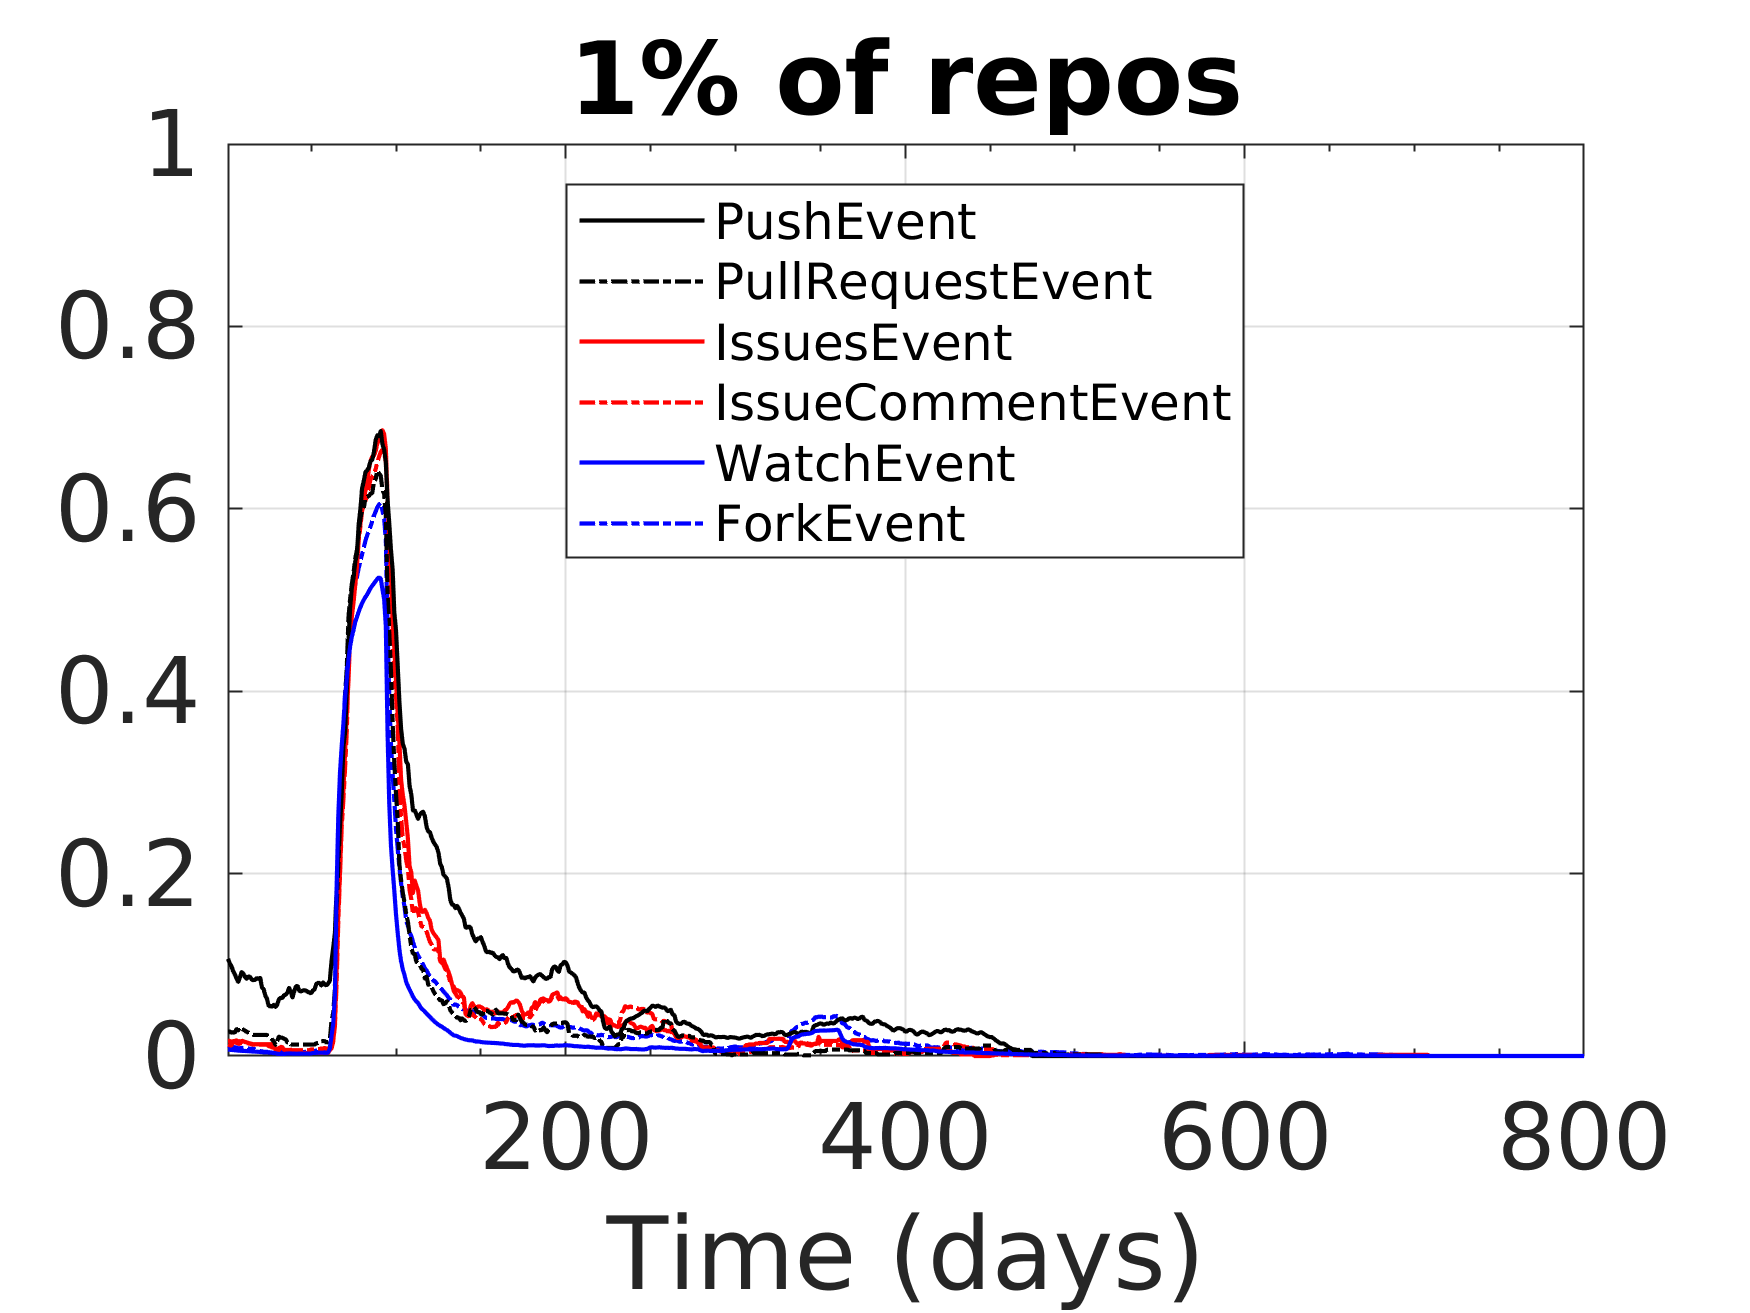 1% of repos
1
0.8
0.6
0.4
0.2
0
PushEvent
PullRequestEvent
IssuesEvent
IssueCommentEvent
WatchEvent
ForkEvent
200 400 600 800
Time (days)